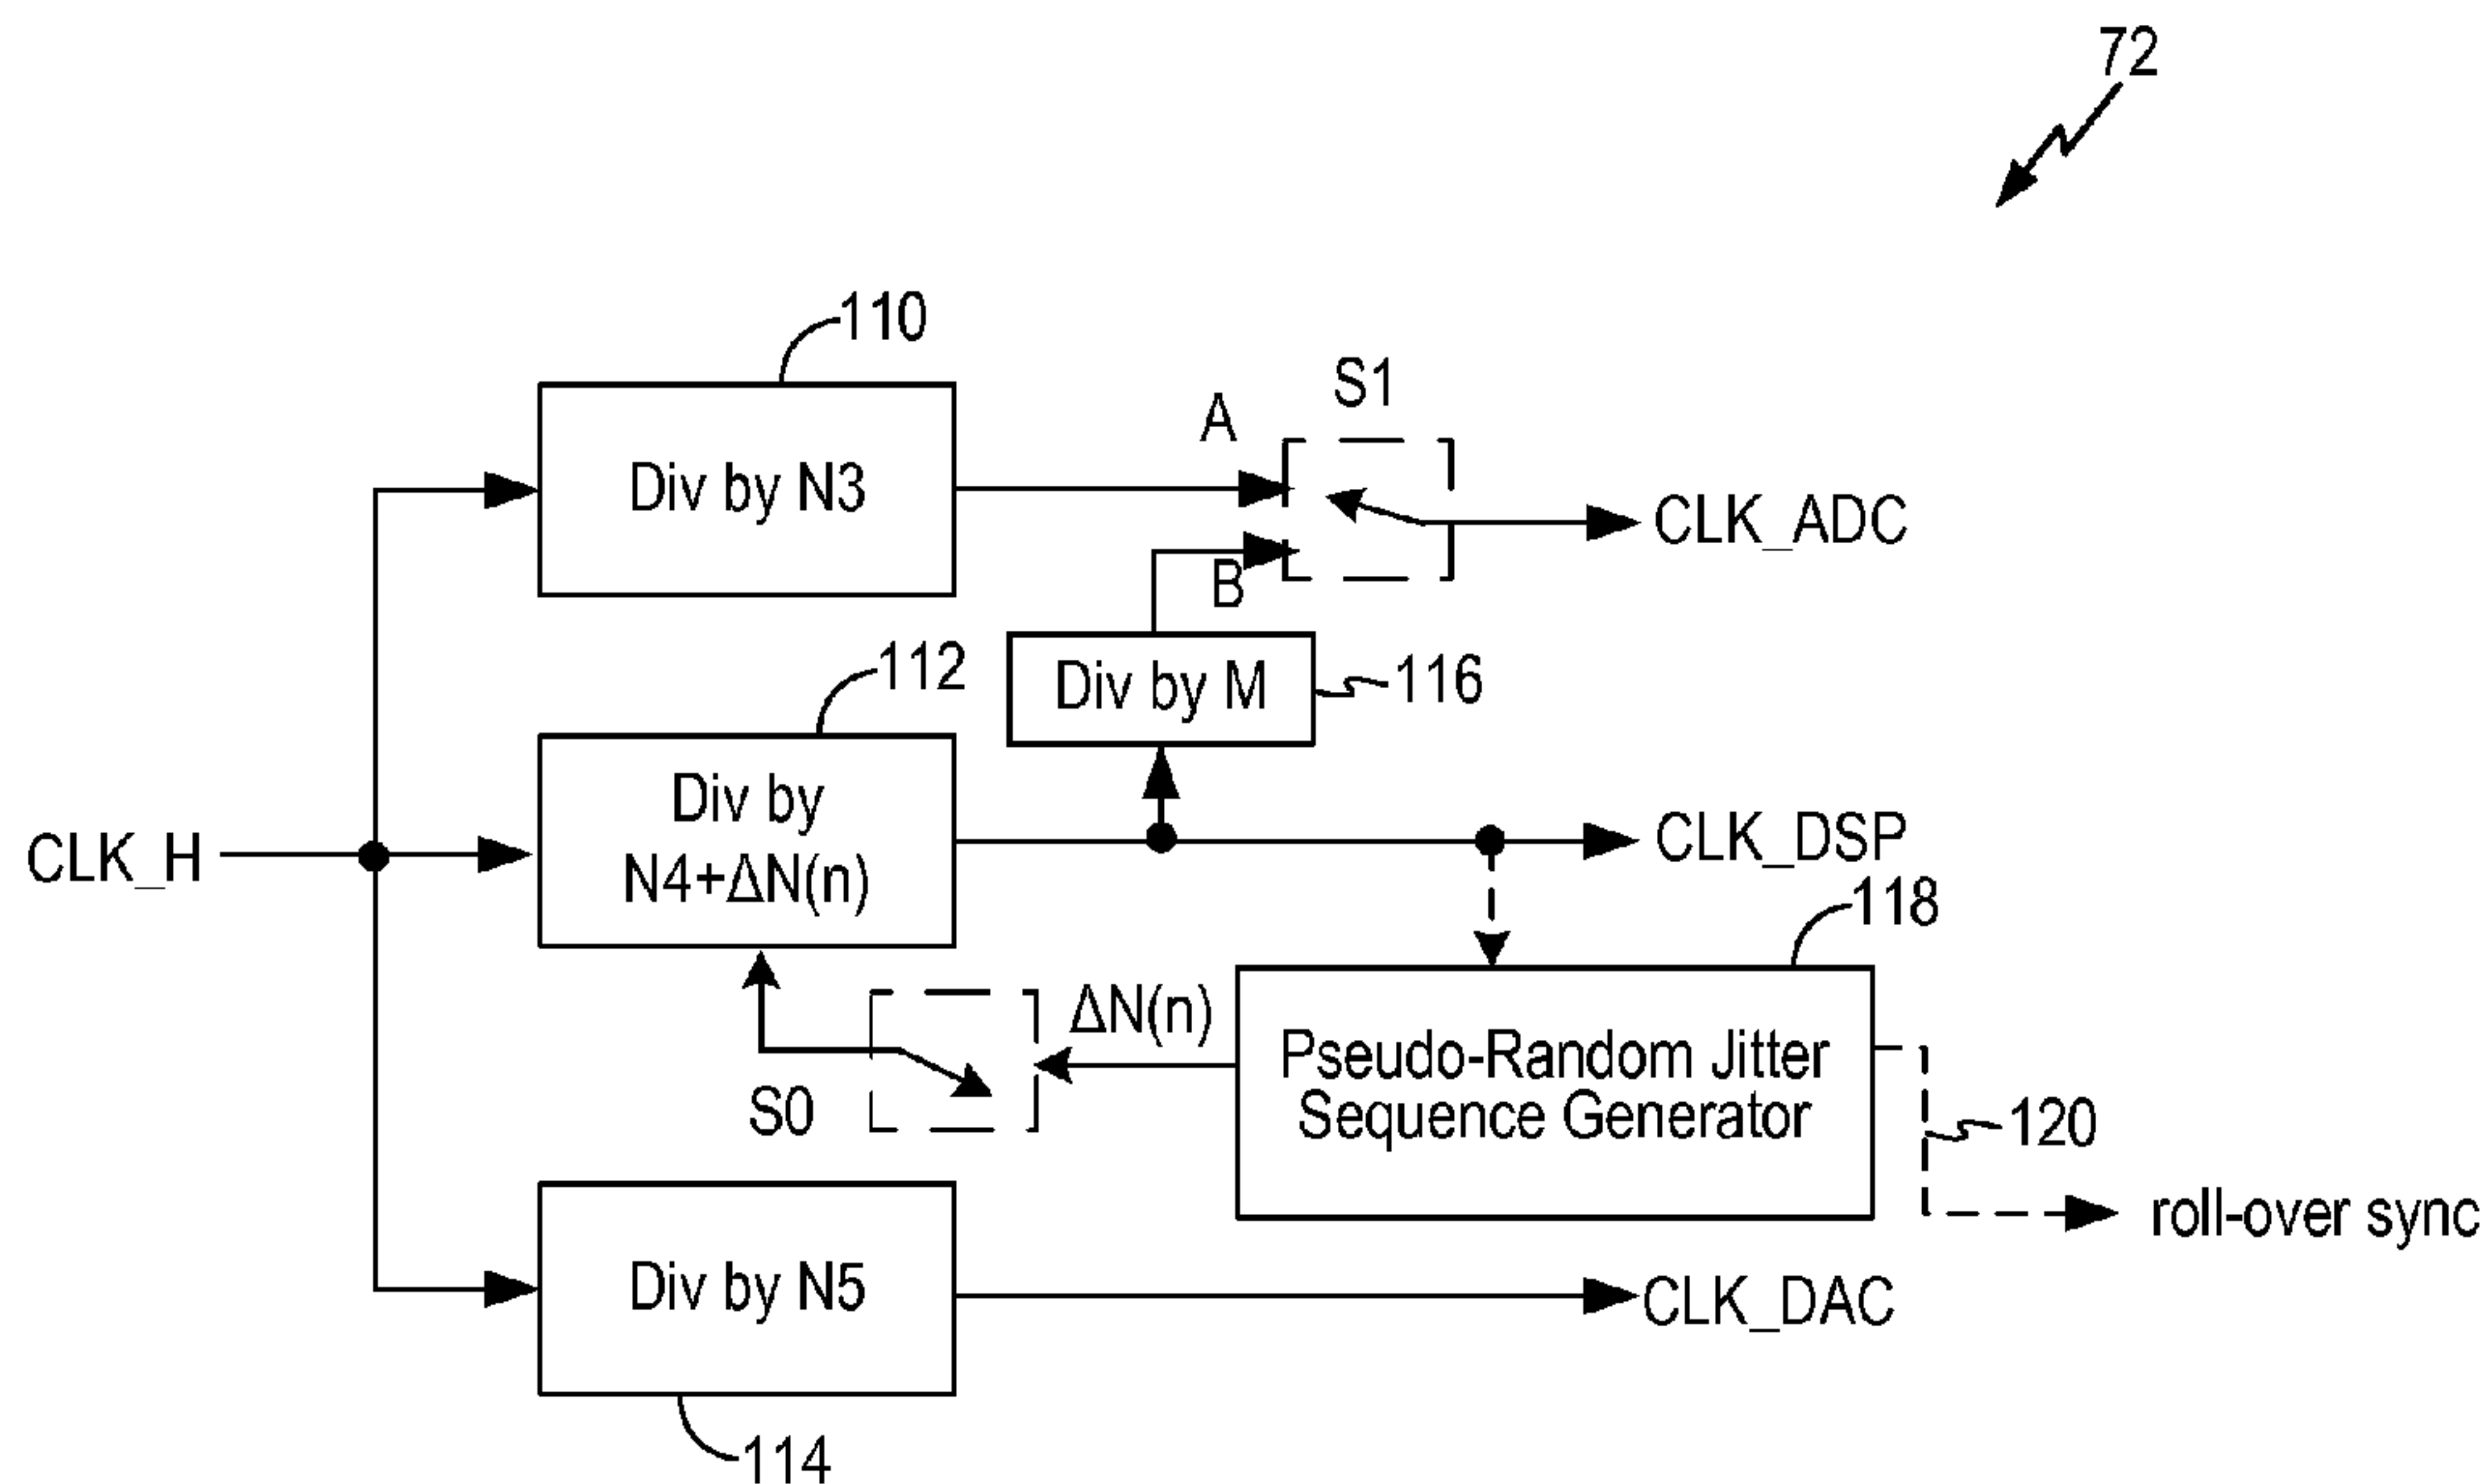 72
110
Div by N3
A
S1
CLK_ADC
B
112
Div by M
116
Div by
N4+ΔN(n)
CLK_H
CLK_DSP
118
ΔN(n)
S0
Pseudo-Random Jitter
Sequence Generator
120
roll-over sync
Div by N5
CLK_DAC
114